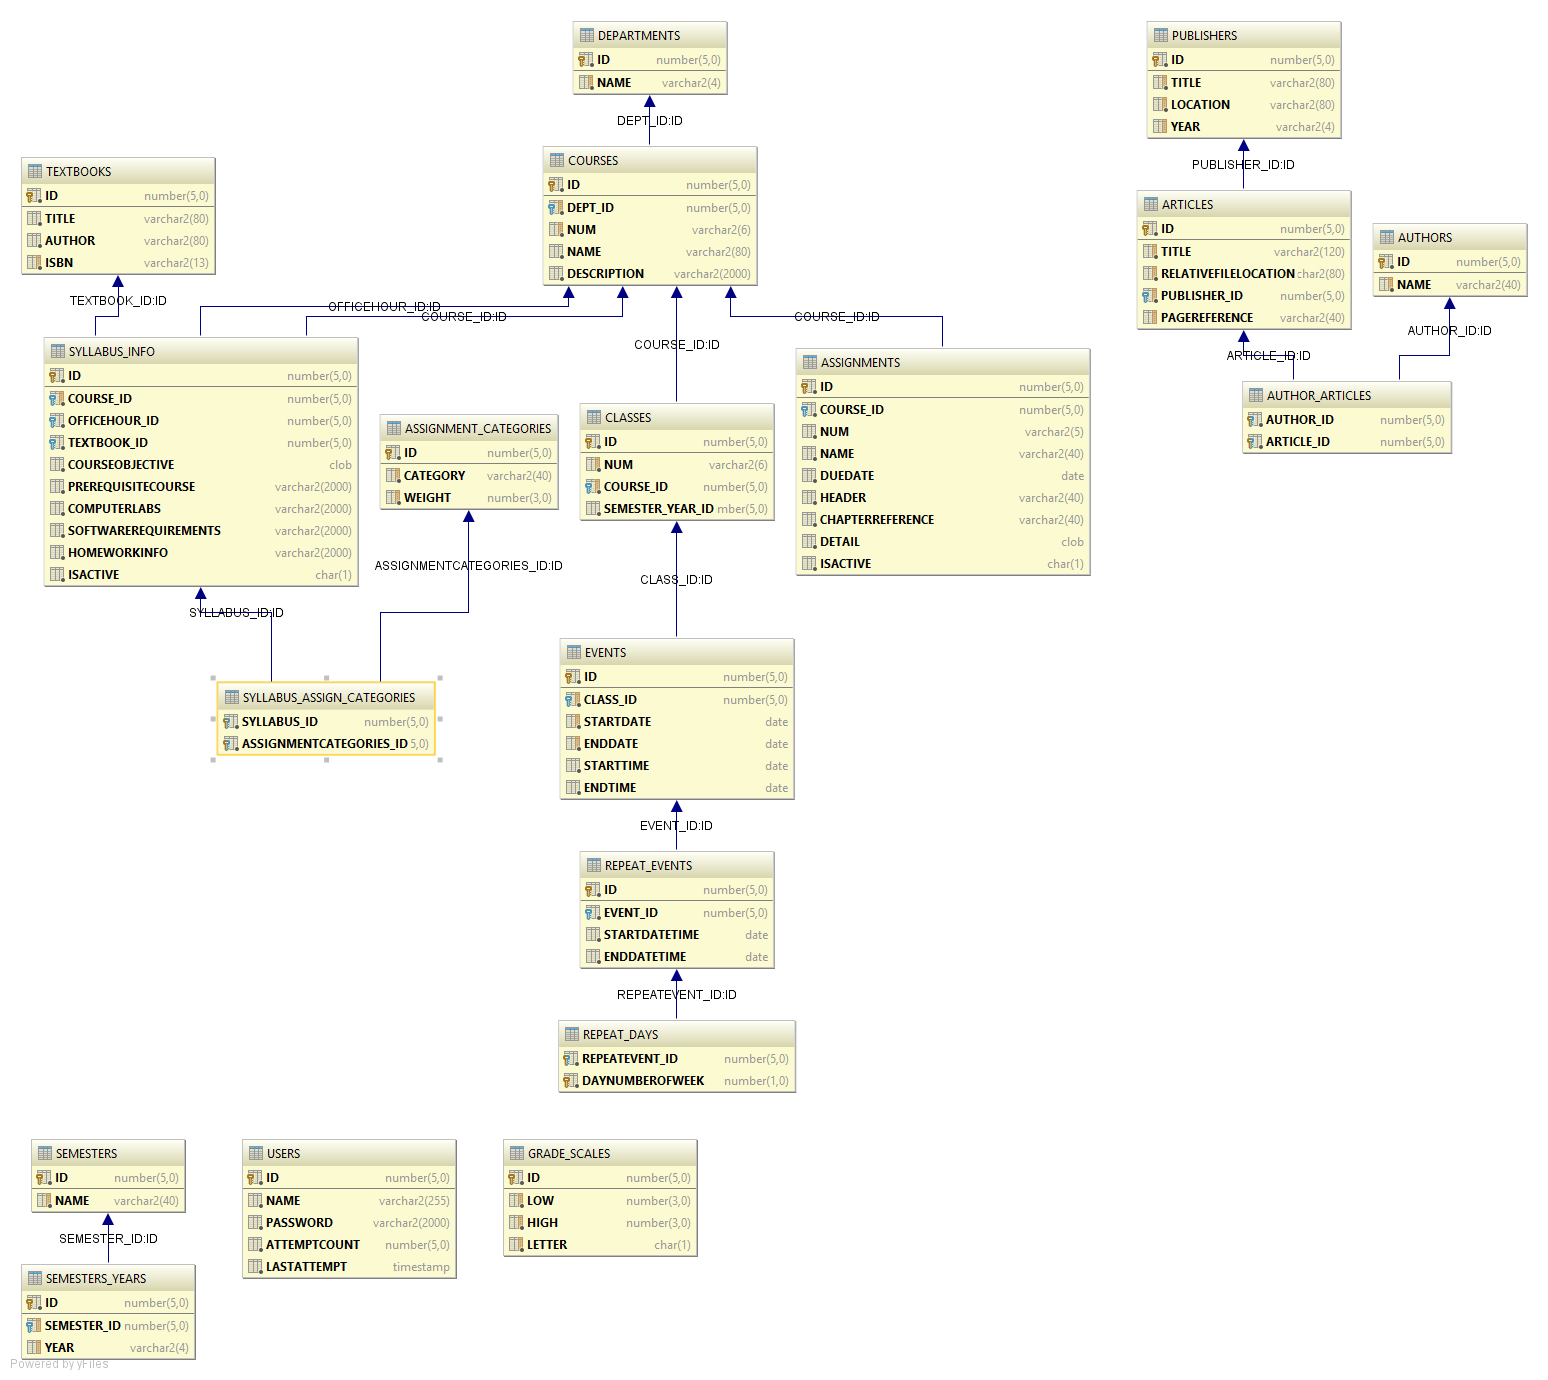 DEPARTMENTS
ID number(5,0)
NAME varchar2(4)
DEPT_ID:ID
COURSES
ID number(5,0)
DEPT_ID number(5,0)
NUM varchar2(6)
NAME varchar2(80)
DESCRIPTION varchar2(2000)
PUBLISHERS
ID number(5,0)
TITLE varchar2(80)
LOCATION varchar2(80)
YEAR varchar2(4)
PUBLISHER_ID:ID
ARTICLES
ID number(5,0)
TITLE varchar2(120)
RELATIVEFILELOCATION char2(80)
PUBLISHER_ID number(5,0)
PAGEREFERENCE varchar2(40)
AUTHORS
ID number(5,0)
NAME varchar2(40)
ARTICLE_ID:ID
AUTHOR_ID:ID
AUTHOR_ARTICLES
AUTHOR_ID number(5,0)
ARTICLE_ID number(5,0)
TEXTBOOKS
ID number(5,0)
TITLE varchar2(80)
AUTHOR varchar2(80)
ISBN varchar2(13)
TEXTBOOK_ID:ID
OFFICEHOUR_ID:ID
COURSE_ID:ID
COURSE_ID:ID
COURSE_ID:ID
SYLLABUS_INFO
ID number(5,0)
COURSE_ID number(5,0)
OFFICEHOUR_ID number(5,0)
TEXTBOOK_ID number(5,0)
COURSEOBJECTIVE clob
PREREQUISITECOURSE varchar2(2000)
COMPUTERLABS varchar2(2000)
SOFTWAREREQUIREMENTS varchar2(2000)
HOMEWORKINFO varchar2(2000)
ISACTIVE char(1)
ASSIGNMENT_CATEGORIES
ID number(5,0)
CATEGORY varchar2(40)
WEIGHT number(3,0)
CLASSES
ID number(5,0)
NUM varchar2(6)
COURSE_ID number(5,0)
SEMESTER_YEAR_ID mber(5,0)
ASSIGNMENTS
ID number(5,0)
COURSE_ID number(5,0)
NUM varchar2(5)
NAME varchar2(40)
DUEDATE date
HEADER varchar2(40)
CHAPTERREFERENCE varchar2(40)
DETAIL clob
ISACTIVE char(1)
SYLLABUS_ID:ID
ASSIGNMENTCATEGORIES_ID:ID
CLASS_ID:ID
SYLLABUS_ASSIGN_CATEGORIES
SYLLABUS_ID number(5,0)
ASSIGNMENTCATEGORIES_ID 5,0)
EVENTS
ID number(5,0)
CLASS_ID number(5,0)
STARTDATE date
ENDDATE date
STARTTIME date
ENDTIME date
EVENT_ID:ID
REPEAT_EVENTS
ID number(5,0)
EVENT_ID number(5,0)
STARTDATETIME date
ENDDATETIME date
REPEATEVENT_ID:ID
REPEAT_DAYS
REPEATEVENT_ID number(5,0)
DAYNUMBEROFWEEK number(1,0)
SEMESTERS
ID number(5,0)
NAME varchar2(40)
SEMESTER_ID:ID
SEMESTERS_YEARS
ID number(5,0)
SEMESTER_ID number(5,0)
YEAR varchar2(4)
USERS
ID number(5,0)
NAME varchar2(255)
PASSWORD varchar2(2000)
ATTEMPTCOUNT number(5,0)
LASTATTEMPT timestamp
GRADE_SCALES
ID number(5,0)
LOW number(3,0)
HIGH number(3,0)
LETTER char(1)
Powered by yFiles